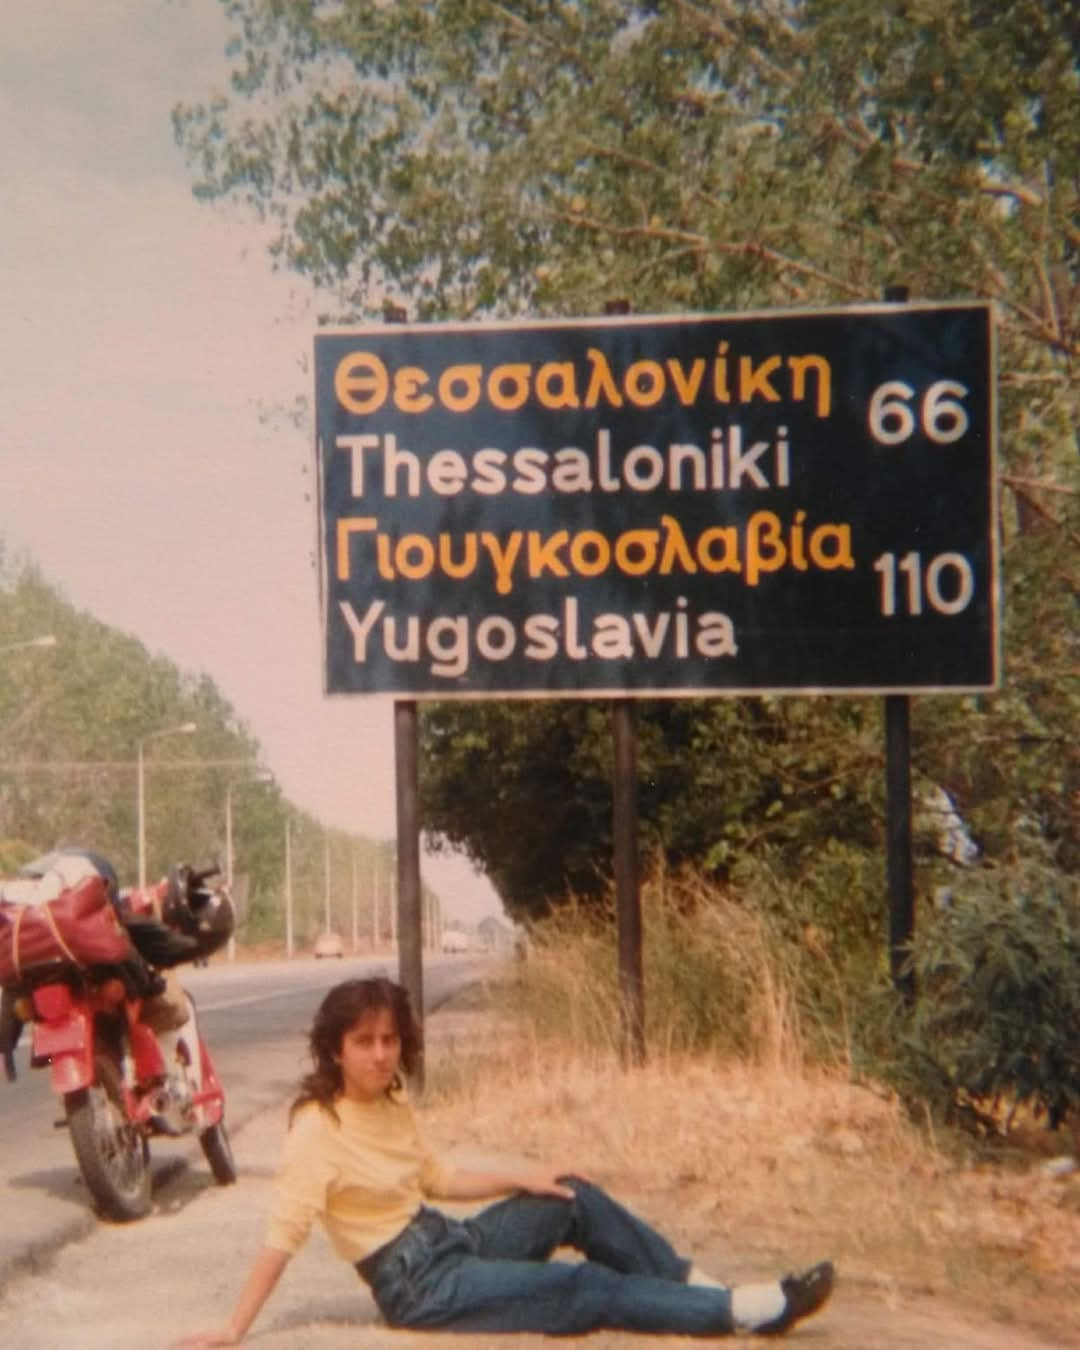 Θεσσαλονίκη
Thessaloniki 66
Γιουγκοσλαβία
Yugoslavia 110